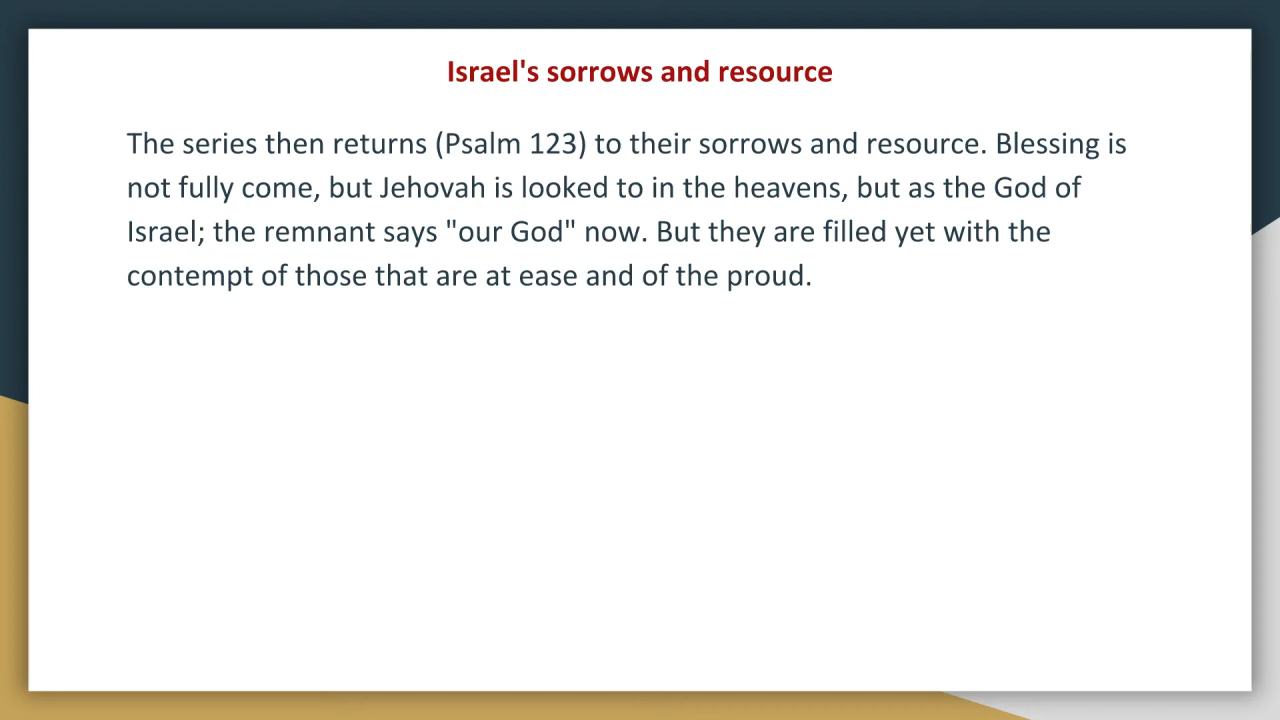 Israel's sorrows and resource
The series then returns (Psalm 123) to their sorrows and resource. Blessing is
not fully come, but Jehovah is looked to in the heavens, but as the God of
Israel; the remnant says "our God" now. But they are filled yet with the
contempt of those that are at ease and of the proud.